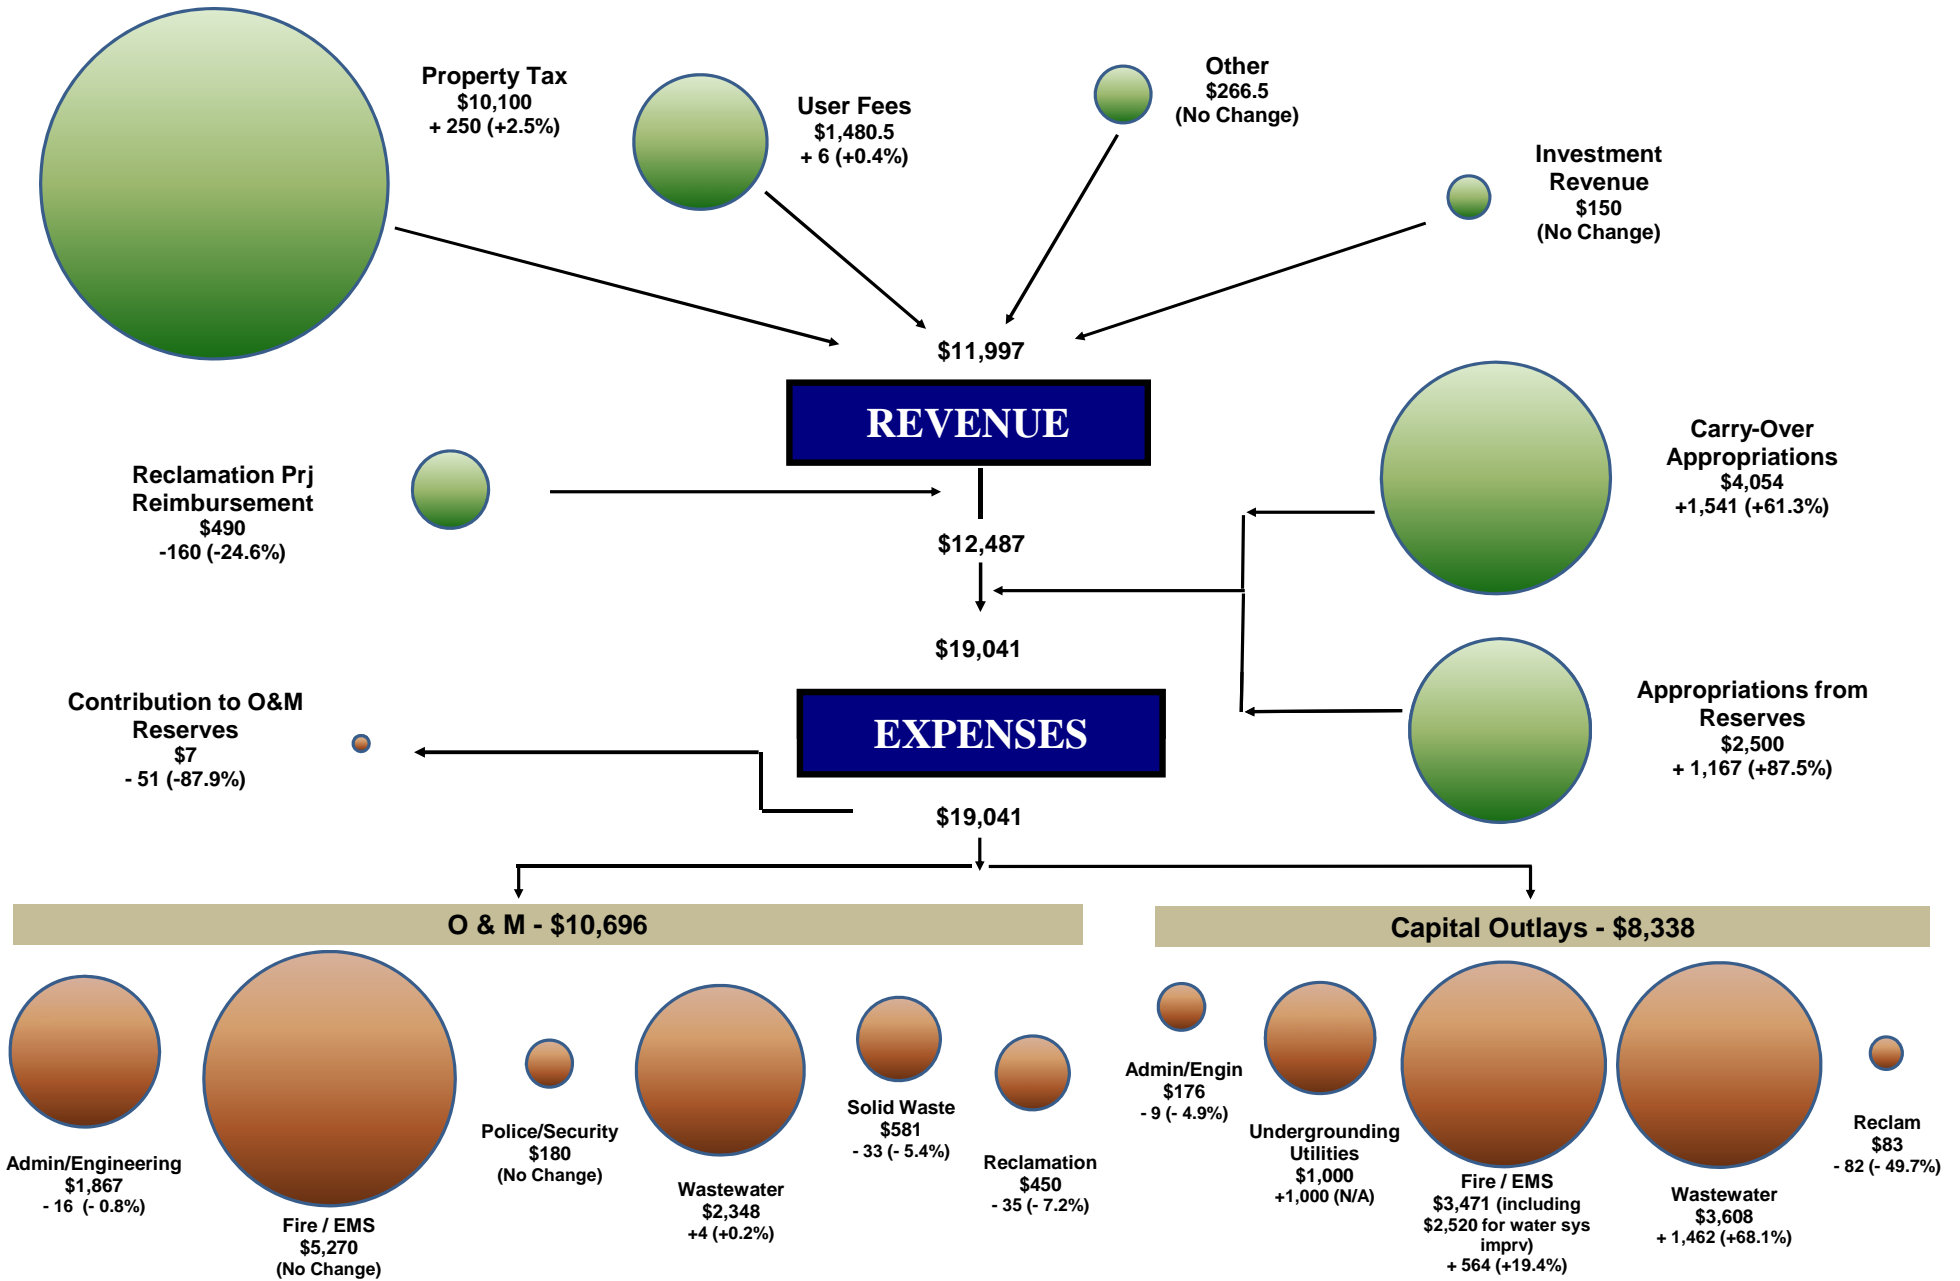 Property Tax
$10,100
+ 250 (+2.5%)
User Fees
$1,480.5
+ 6 (+0.4%)
Other
$266.5
(No Change)
Investment
Revenue
$150
(No Change)
$11,997
REVENUE
Reclamation Prj
Reimbursement
$490
-160 (-24.6%)
Carry-Over
Appropriations
$4,054
+1,541 (+61.3%)
$12,487
$19,041
Contribution to O&M
Reserves
$7
- 51 (-87.9%)
EXPENSES
Appropriations from
Reserves
$2,500
+ 1,167 (+87.5%)
$19,041
O & M - $10,696
Capital Outlays - $8,338
Admin/Engineering
$1,867
- 16 (- 0.8%)
Fire / EMS
$5,270
(No Change)
Police/Security
$180
(No Change)
Wastewater
$2,348
+4 (+0.2%)
Solid Waste
$581
- 33 (- 5.4%)
Reclamation
$450
- 35 (- 7.2%)
Admin/Engin
$176
- 9 (- 4.9%)
Undergrounding
Utilities
$1,000
+1,000 (N/A)
Fire / EMS
$3,471 (including
$2,520 for water sys
imprv)
+ 564 (+19.4%)
Wastewater
$3,608
+ 1,462 (+68.1%)
Reclam
$83
- 82 (- 49.7%)